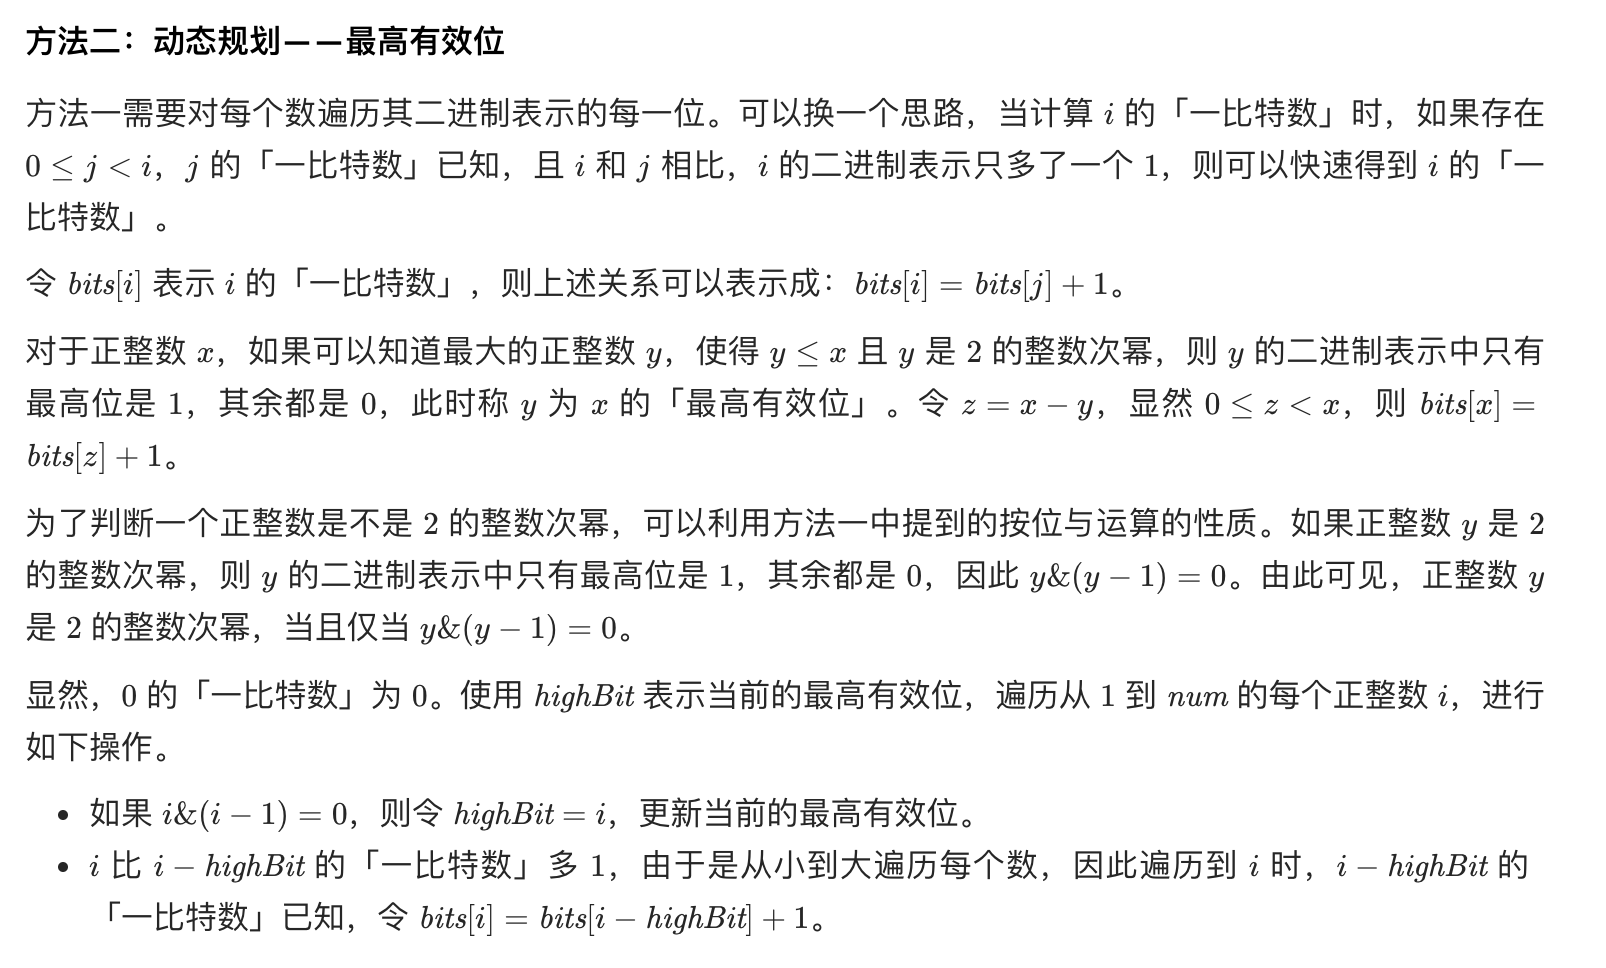 方法二：动态规划——最高有效位
方法一需要对每个数遍历其二进制表示的每一位。可以换一个思路，当计算 i 的「一比特数」时，如果存在
0 ≤ j < i，j 的「一比特数」已知，且 i 和 j 相比，i 的二进制表示只多了一个 1，则可以快速得到 i 的「一
比特数」。
令 bits[i] 表示 i 的「一比特数」，则上述关系可以表示成：bits[i] = bits[j] + 1。
对于正整数 x，如果可以知道最大的正整数 y，使得 y ≤ x 且 y 是 2 的整数次幂，则 y 的二进制表示中只有
最高位是 1，其余都是 0，此时称 y 为 x 的「最高有效位」。令 z = x − y，显然 0 ≤ z < x，则 bits[x] =
bits[z] + 1。
为了判断一个正整数是不是 2 的整数次幂，可以利用方法一中提到的按位与运算的性质。如果正整数 y 是 2
的整数次幂，则 y 的二进制表示中只有最高位是 1，其余都是 0，因此 y&(y − 1) = 0。由此可见，正整数 y
是 2 的整数次幂，当且仅当 y&(y − 1) = 0。
显然，0 的「一比特数」为 0。使用 highBit 表示当前的最高有效位，遍历从 1 到 num 的每个正整数 i，进行
如下操作。
• 如果 i&(i − 1) = 0，则令 highBit = i，更新当前的最高有效位。
• i 比 i − highBit 的「一比特数」多 1，由于是从小到大遍历每个数，因此遍历到 i 时，i − highBit 的
「一比特数」已知，令 bits[i] = bits[i − highBit] + 1。